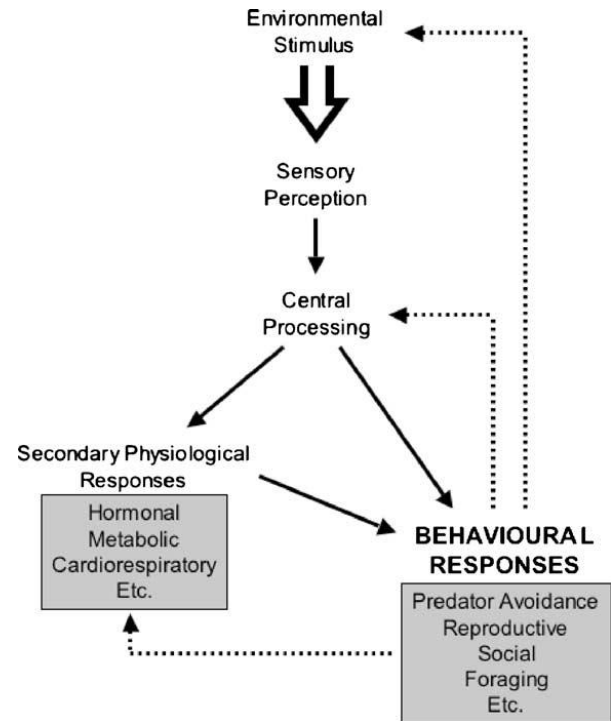 Environmental
Stimulus
Sensory
Perception
Central
Processing
Secondary Physiological
Responses
Hormonal
Metabolic
Cardiorespiratory
Etc.
BEHAVIOURAL
RESPONSES
Predator Avoidance
Reproductive
Social
Foraging
Etc.